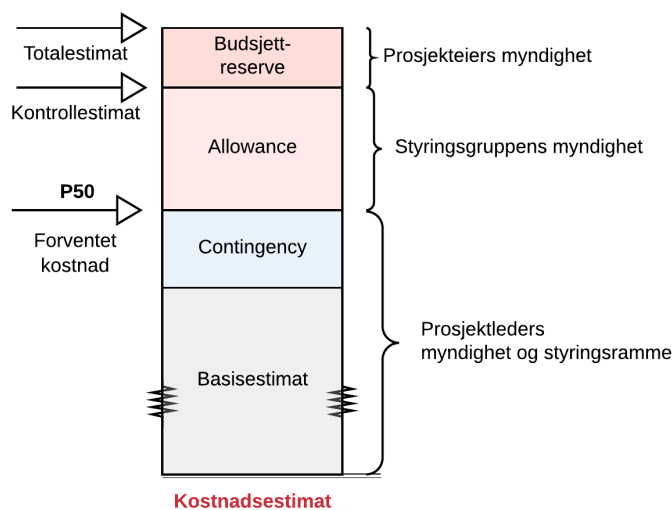 Totalestimat
Budsjett-
reserve
Prosjekteiers myndighet
Kontrollestimat
Allowance
Styringsgruppens myndighet
P50
Forventet
kostnad
Contingency
Prosjektleders
myndighet og styringsramme
Basisestimat
Kostnadsestimat